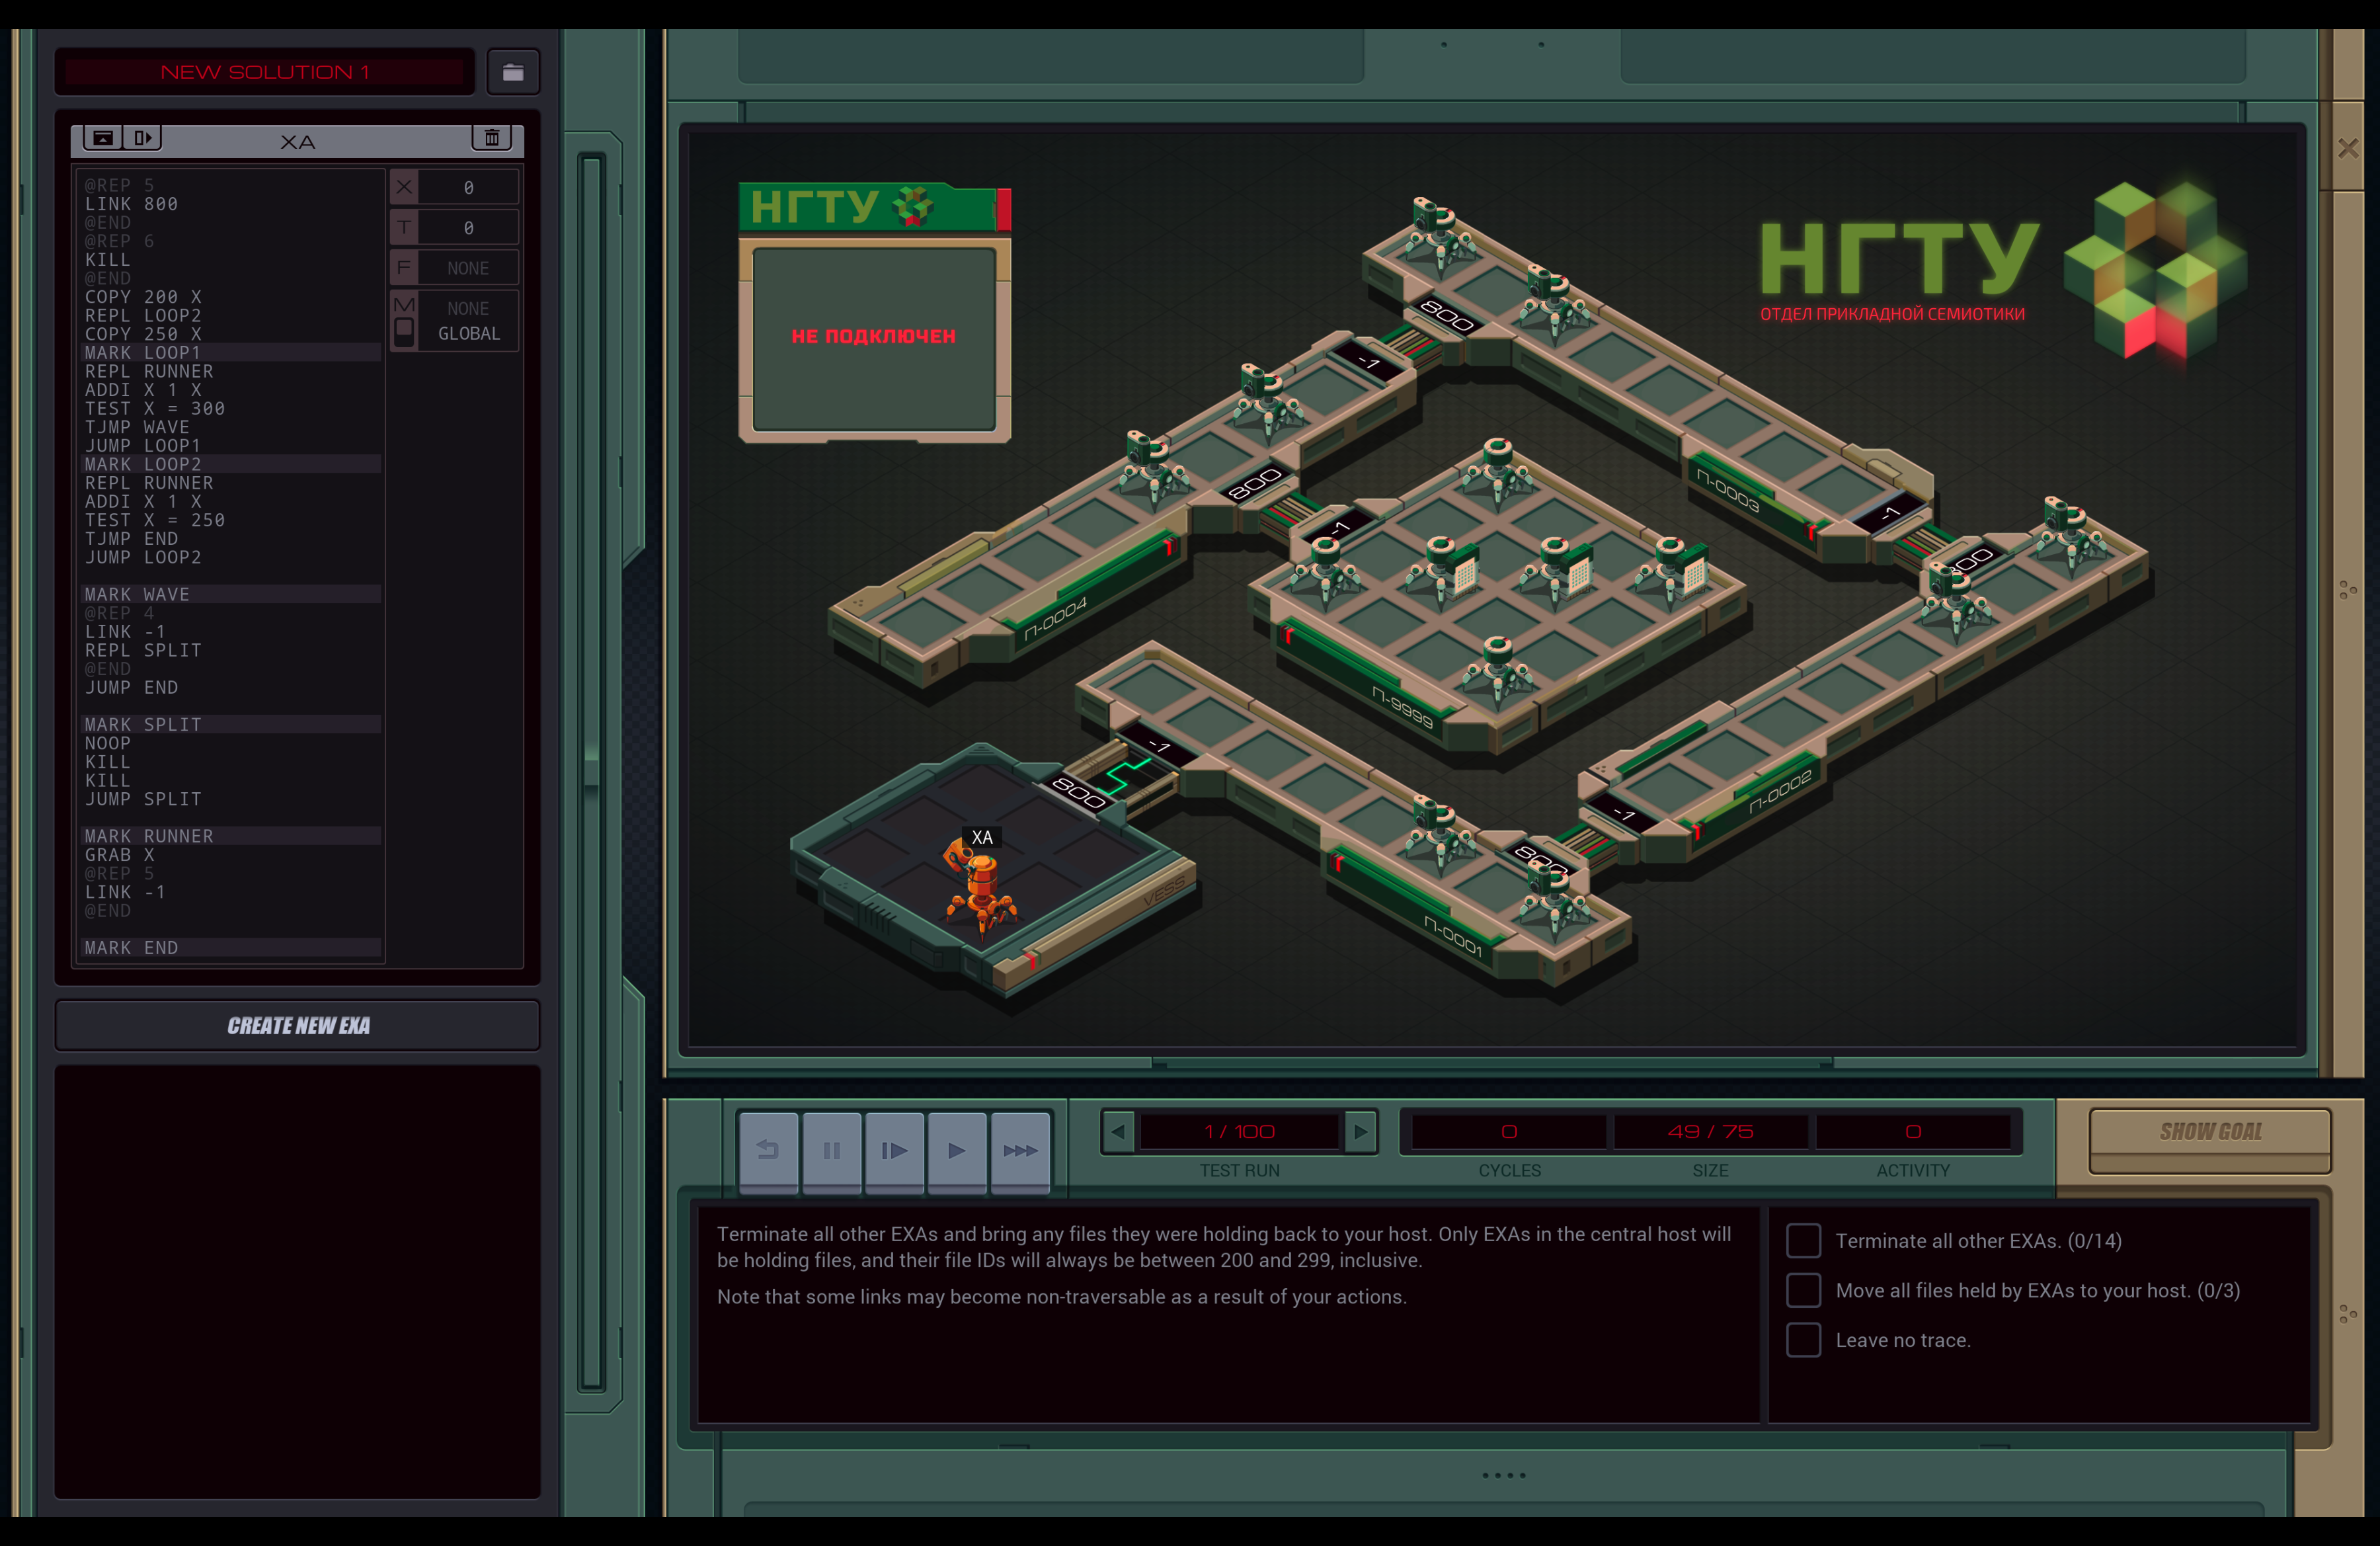 NEW SOLUTION 1
XA
@REP 5
LINK 800
@END
@REP 6
KILL
@END
COPY 200 X
REPL LOOP2
COPY 250 X
MARK LOOP1
REPL RUNNER
ADDI X 1 X
TEST X = 300
TJMP WAVE
JUMP LOOP1
MARK LOOP2
REPL RUNNER
ADDI X 1 X
TEST X = 250
TJMP END
JUMP LOOP2
MARK WAVE
@REP 4
LINK -1
REPL SPLIT
@END
JUMP END
MARK SPLIT
NOOP
KILL
KILL
JUMP SPLIT
MARK RUNNER
GRAB X
@REP 5
LINK -1
@END
MARK END
X 0
T 0
F NONE
M NONE
GLOBAL
CREATE NEW EXA
НГТУ
НЕ ПОДКЛЮЧЕН
НГТУ
ОТДЕЛ ПРИКЛАДНОЙ СЕМИОТИКИ
800
-1
800
-1
П-0003
-1
800
П-0004
П-9999
-1
800
П-0002
-1
800
П-0001
XA
VESS
1 / 100
TEST RUN
0
CYCLES
49 / 75
SIZE
0
ACTIVITY
SHOW GOAL
Terminate all other EXAs and bring any files they were holding back to your host. Only EXAs in the central host will
be holding files, and their file IDs will always be between 200 and 299, inclusive.
Note that some links may become non-traversable as a result of your actions.
Terminate all other EXAs. (0/14)
Move all files held by EXAs to your host. (0/3)
Leave no trace.